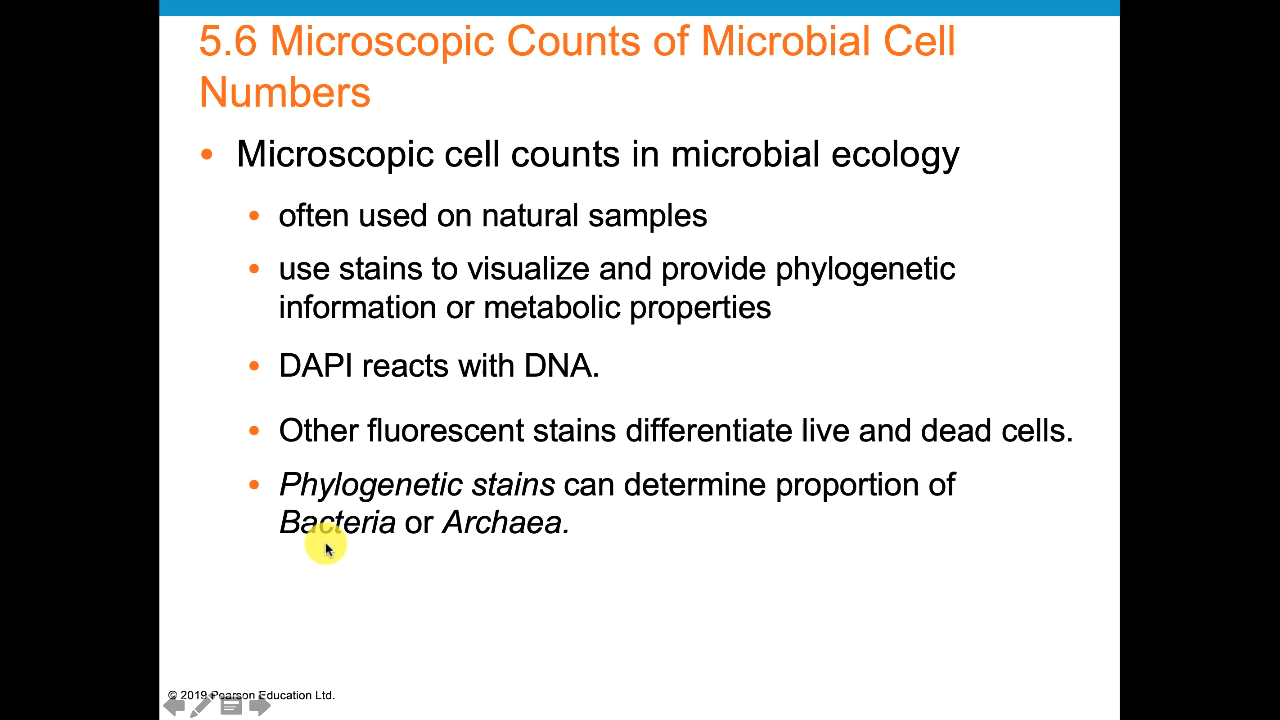 5.6 Microscopic Counts of Microbial Cell
Numbers
• Microscopic cell counts in microbial ecology
• often used on natural samples
• use stains to visualize and provide phylogenetic
information or metabolic properties
• DAPI reacts with DNA.
• Other fluorescent stains differentiate live and dead cells.
• Phylogenetic stains can determine proportion of
Bacteria or Archaea.
© 2019 Pearson Education Ltd.